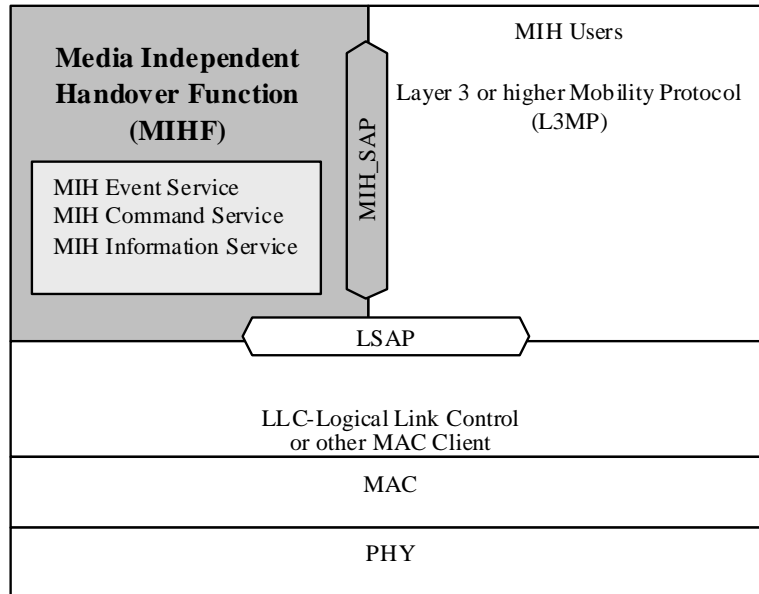 Media Independent
Handover Function
(MIHF)
MIH Event Service
MIH Command Service
MIH Information Service
MIH_SAP
MIH Users
Layer 3 or higher Mobility Protocol
(L3MP)
LSAP
LLC-Logical Link Control
or other MAC Client
MAC
PHY